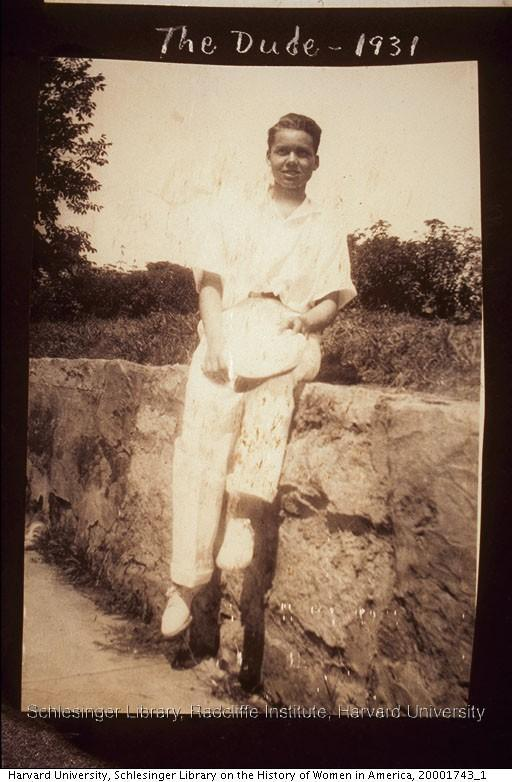 The Dude - 1931
Schlesinger Library, Radcliffe Institute, Harvard University
Harvard University, Schlesinger Library on the History of Women in America, 20001743_1